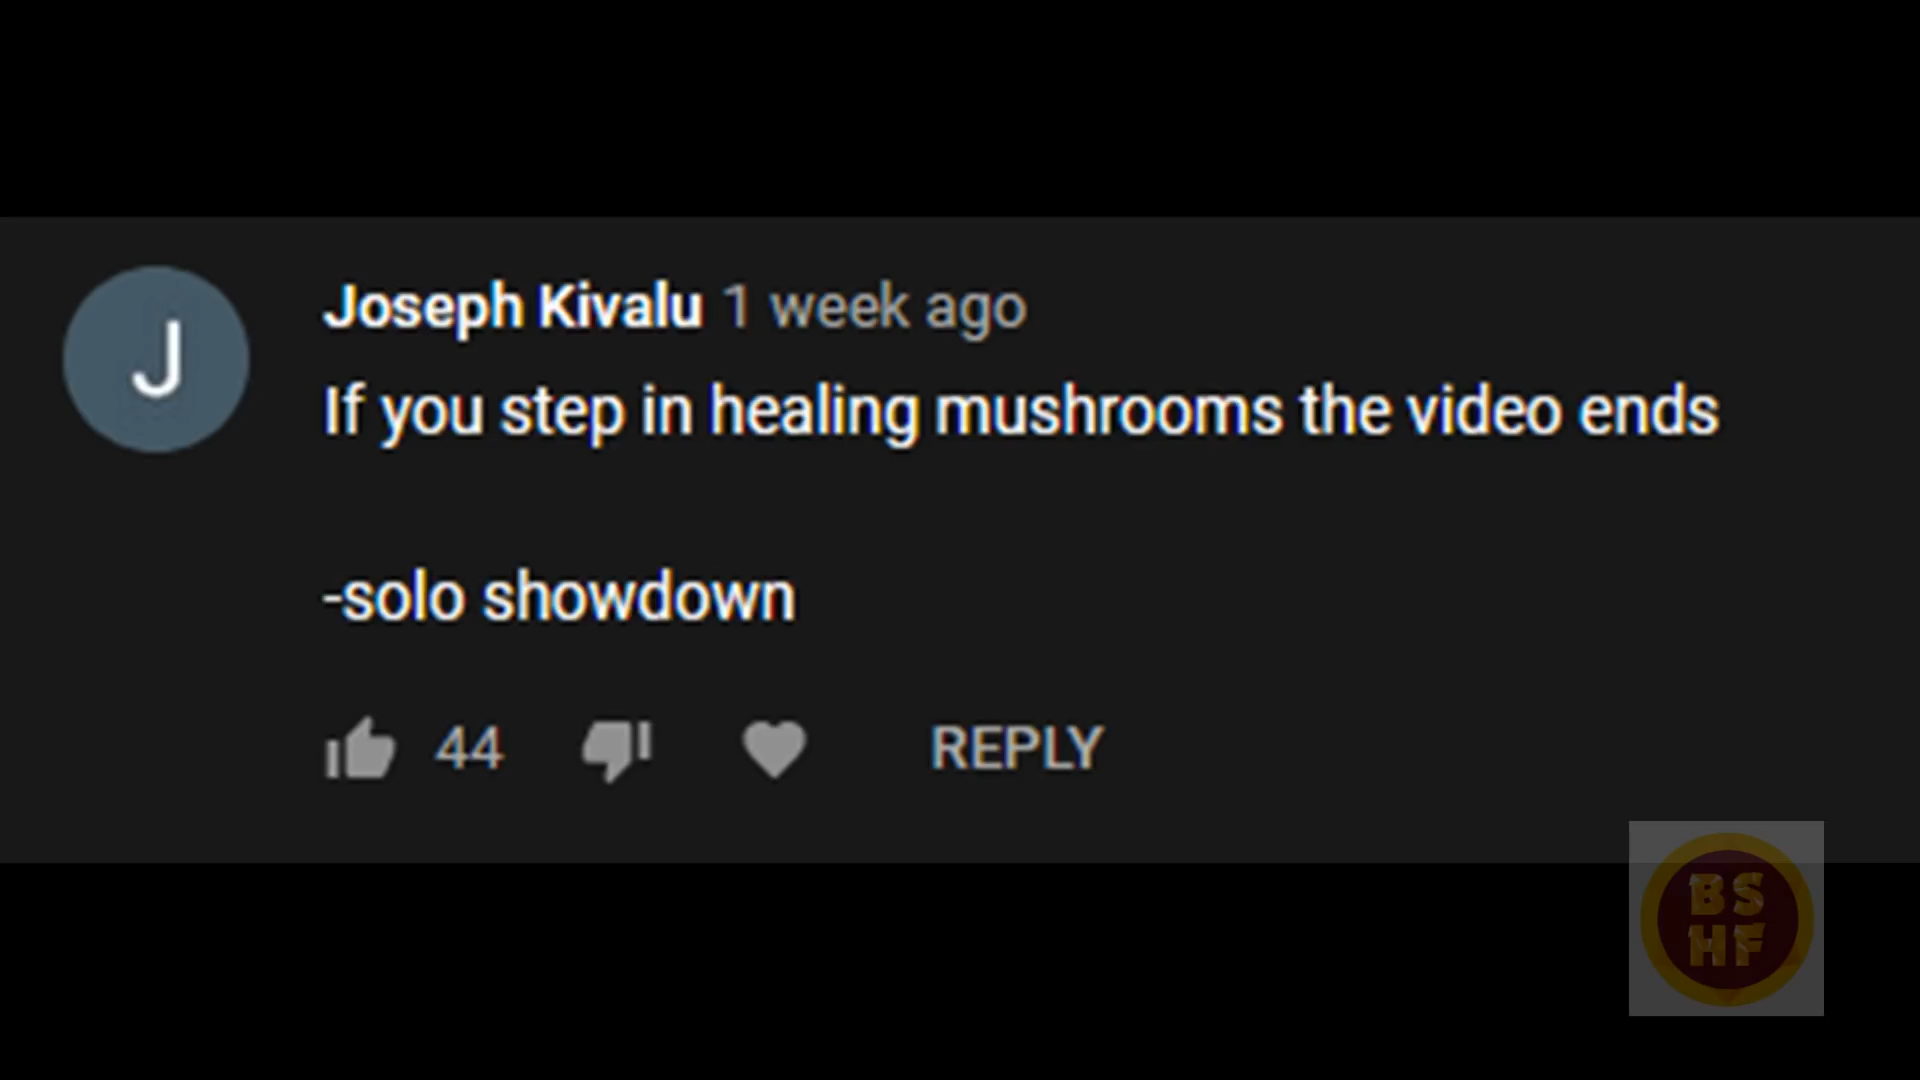 J
Joseph Kivalu 1 week ago
If you step in healing mushrooms the video ends
-solo showdown
44
REPLY
BS
HF